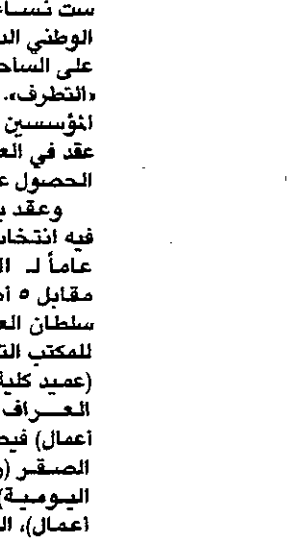 ست نساء
الوطني الد
على الساح
«التطرف».
المؤسسين
عقد في الع
الحصول ع
وعقد ب
فيه انتخاب
عاماً لـ ال
مقابل ٥ أ
سلطان الع
للمكتب الت
(عميد كلية
العراف
أعمال) فيص
الصقر (ر
اليومية)
أعمال)، ال